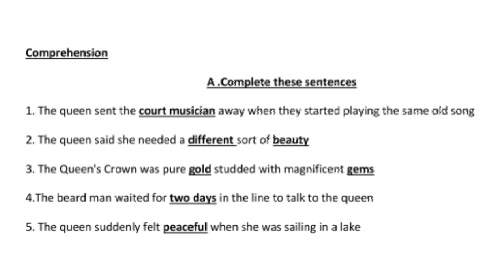 Comprehension
A .Complete these sentences
1. The queen sent the court musician away when they started playing the same old song
2. The queen said she needed a different sort of beauty
3. The Queen's Crown was pure gold studded with magnificent gems
4.The beard man waited for two days in the line to talk to the queen
5. The queen suddenly felt peaceful when she was sailing in a lake